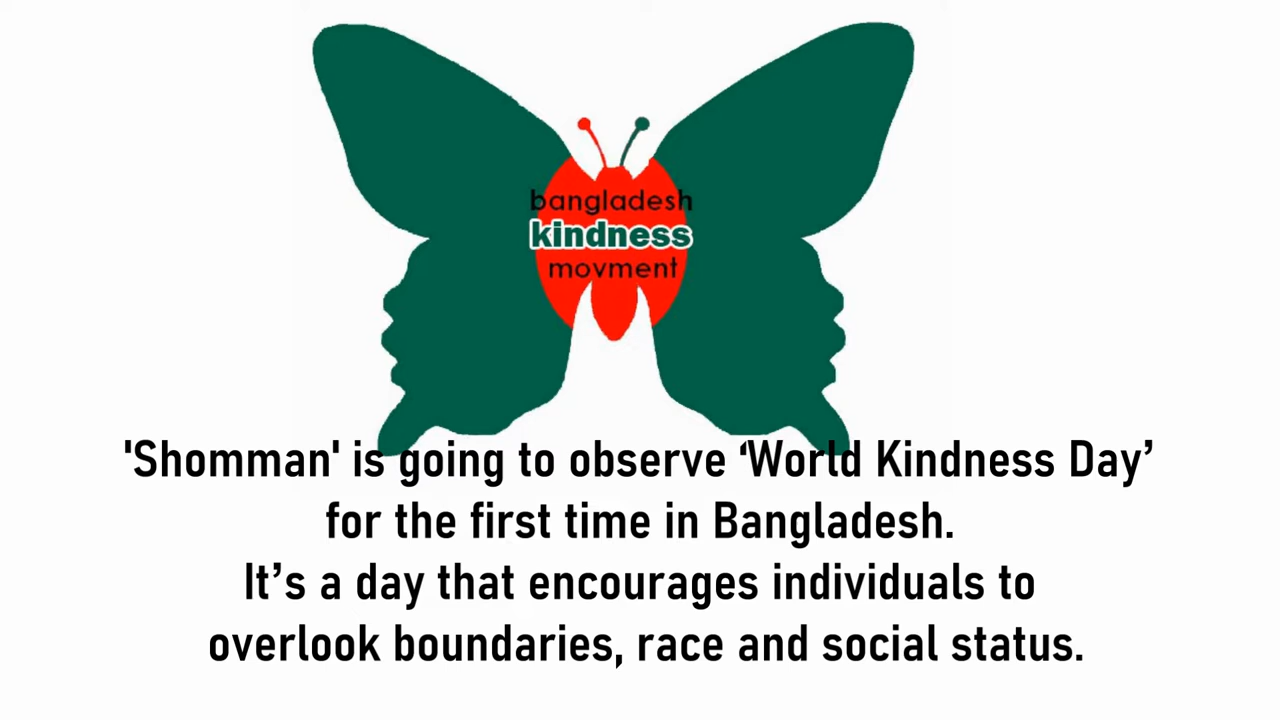 bangladesh
kindness
movment
'Shomman' is going to observe ‘World Kindness Day’
for the first time in Bangladesh.
It’s a day that encourages individuals to
overlook boundaries, race and social status.